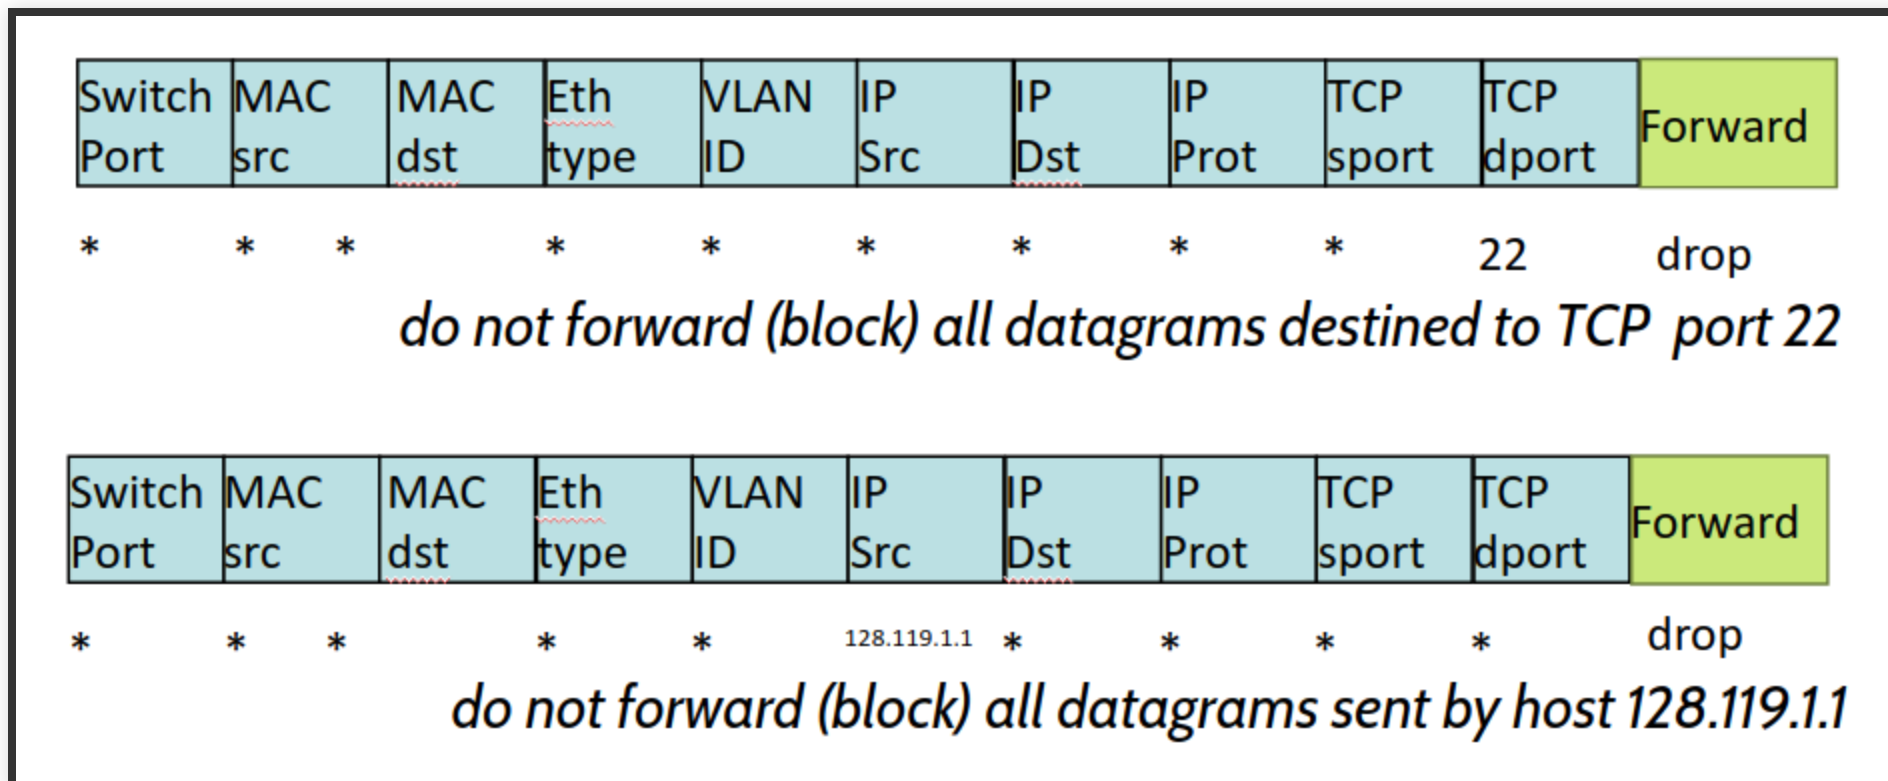 Switch MAC MAC Eth VLAN IP IP IP TCP TCP Forward
Port src dst type ID Src Dst Prot sport dport
* * * * * * * * * 22 drop
do not forward (block) all datagrams destined to TCP port 22
Switch MAC MAC Eth VLAN IP IP IP TCP TCP Forward
Port src dst type ID Src Dst Prot sport dport
* * * * * 128.119.1.1 * * * * drop
do not forward (block) all datagrams sent by host 128.119.1.1